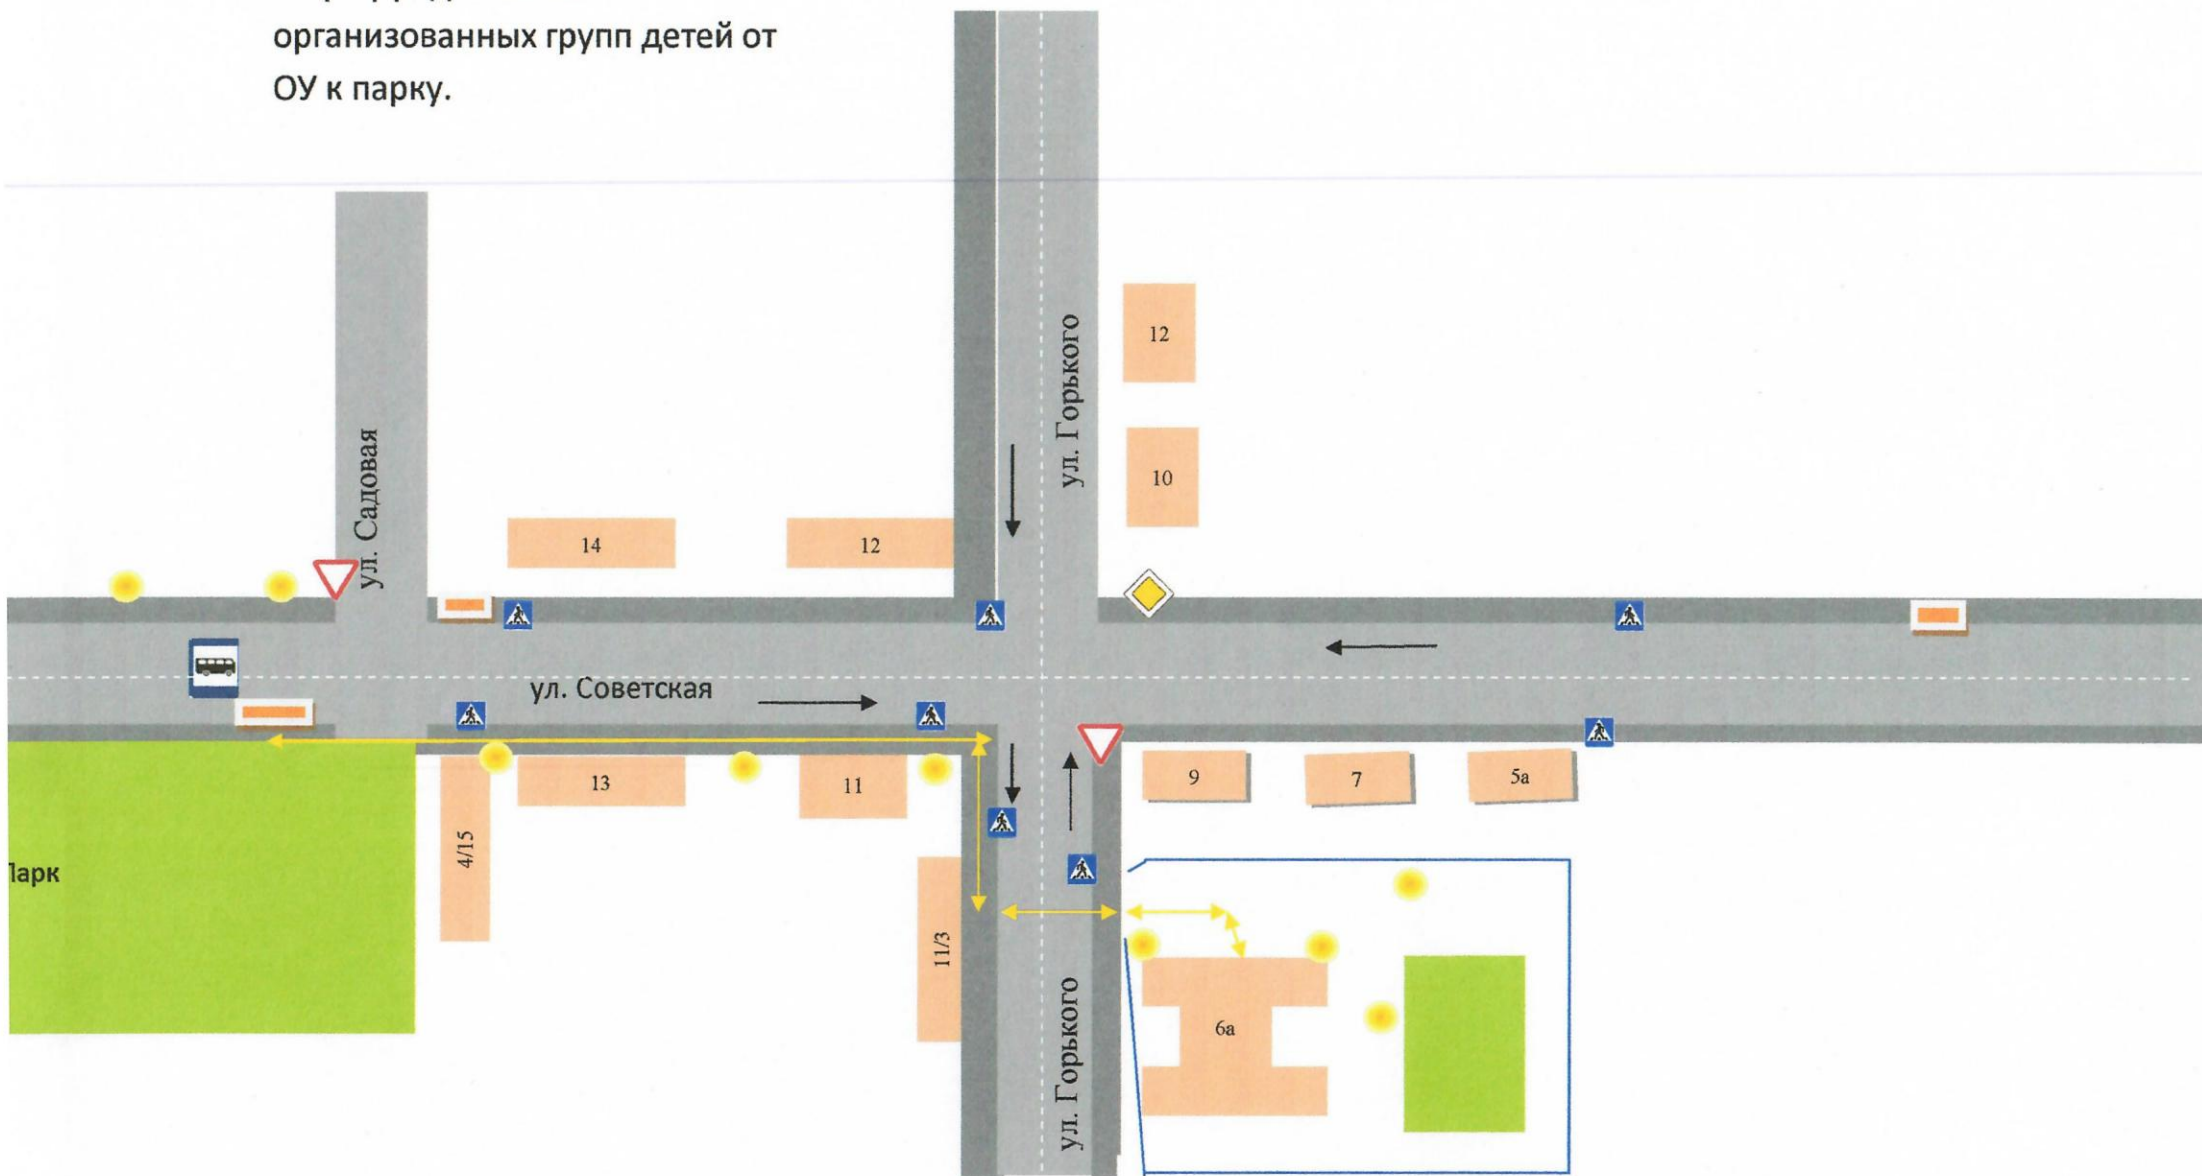 организованных групп детей от
ОУ к парку.
ул. Горького
12
10
ул. Садовая
14
12
ул. Советская
13
11
9
7
5а
4/15
Парк
11/3
6а
ул. Горького